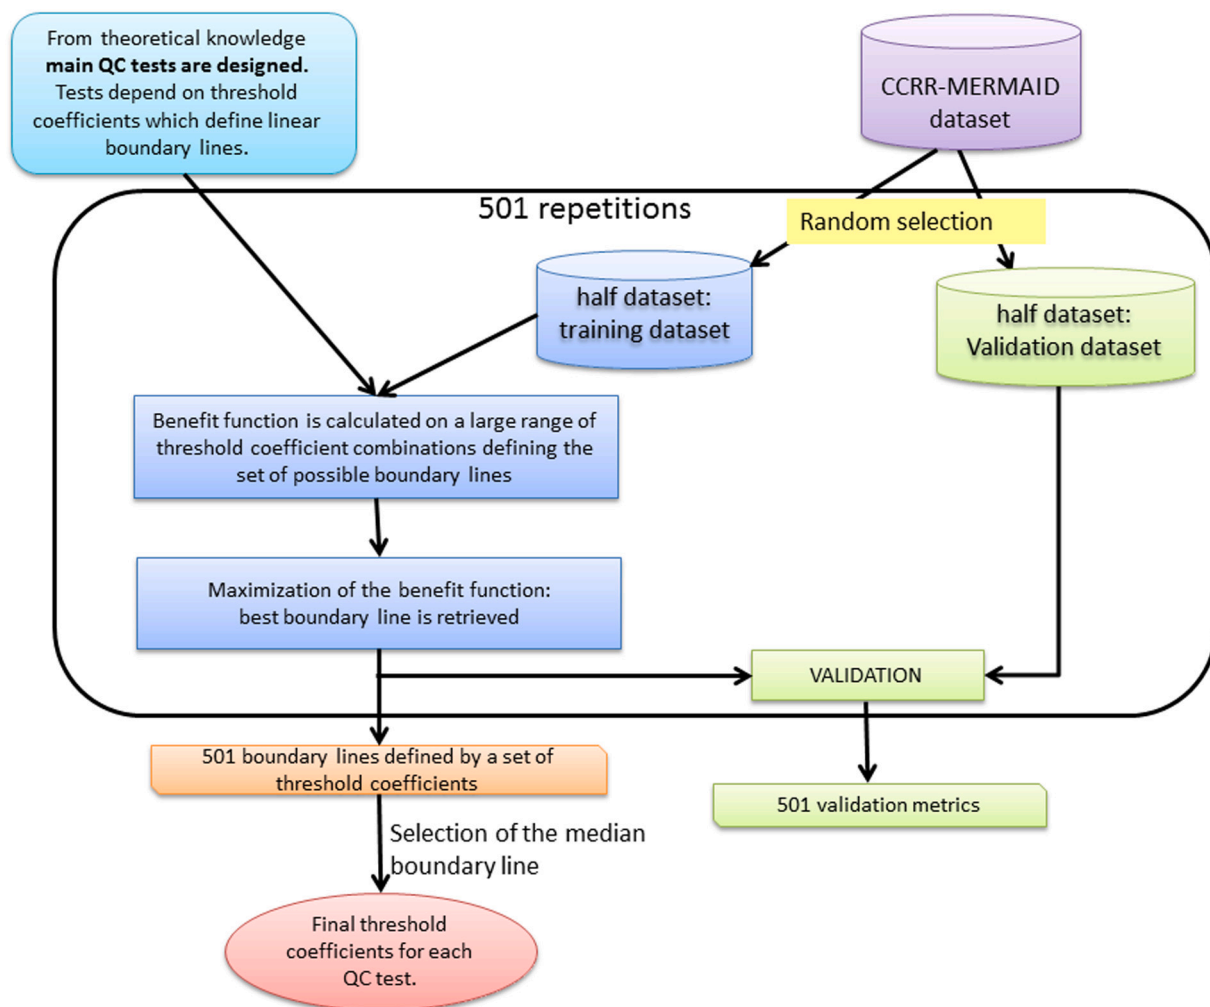 From theoretical knowledge
main QC tests are designed.
Tests depend on threshold
coefficients which define linear
boundary lines.
CCRR-MERMAID
dataset
501 repetitions
Random selection
half dataset:
training dataset
half dataset:
Validation dataset
Benefit function is calculated on a large range of
threshold coefficient combinations defining the
set of possible boundary lines
Maximization of the benefit function:
best boundary line is retrieved
VALIDATION
501 boundary lines defined by a set of
threshold coefficients
501 validation metrics
Selection of the median
boundary line
Final threshold
coefficients for each
QC test.